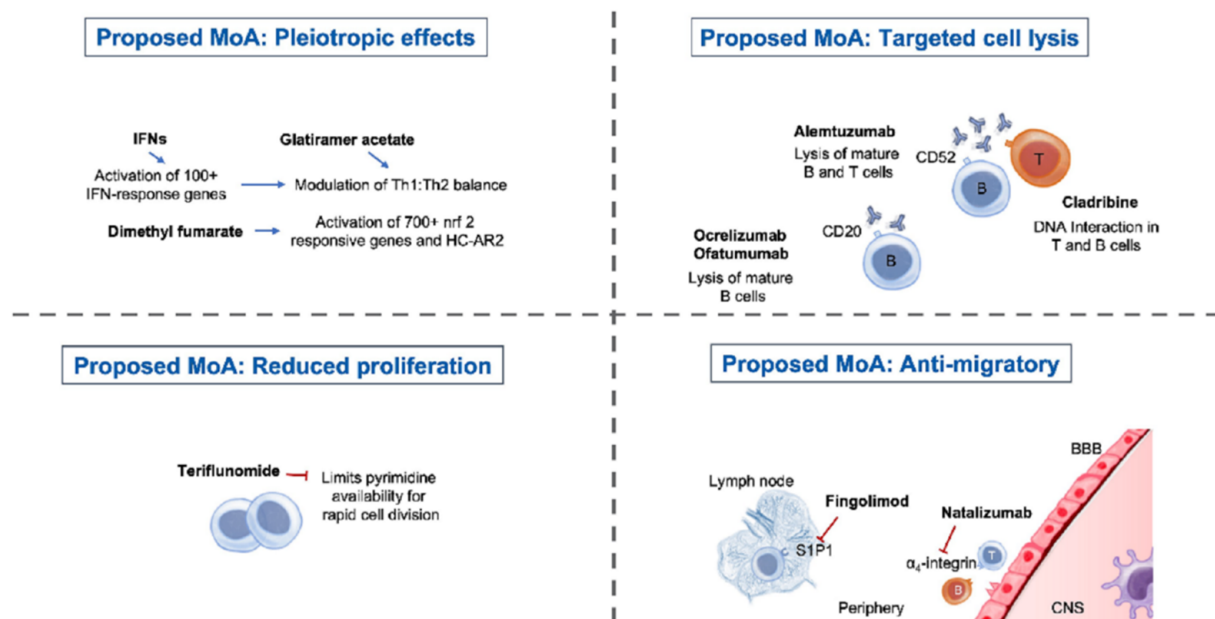 Proposed MoA: Pleiotropic effects
IFNs
Activation of 100+
IFN-response genes
Glatiramer acetate
Modulation of Th1:Th2 balance
Dimethyl fumarate
Activation of 700+ nrf 2
responsive genes and HC-AR2
Proposed MoA: Targeted cell lysis
Alemtuzumab
Lysis of mature
B and T cells
CD52
T
B
Cladribine
DNA Interaction in
T and B cells
Ocrelizumab
Ofatumumab
Lysis of mature
B cells
CD20
B
Proposed MoA: Reduced proliferation
Teriflunomide
Limits pyrimidine
availability for
rapid cell division
Proposed MoA: Anti-migratory
Lymph node
Fingolimod
S1P1
Natalizumab
α4-integrin
T
B
BBB
Periphery
CNS